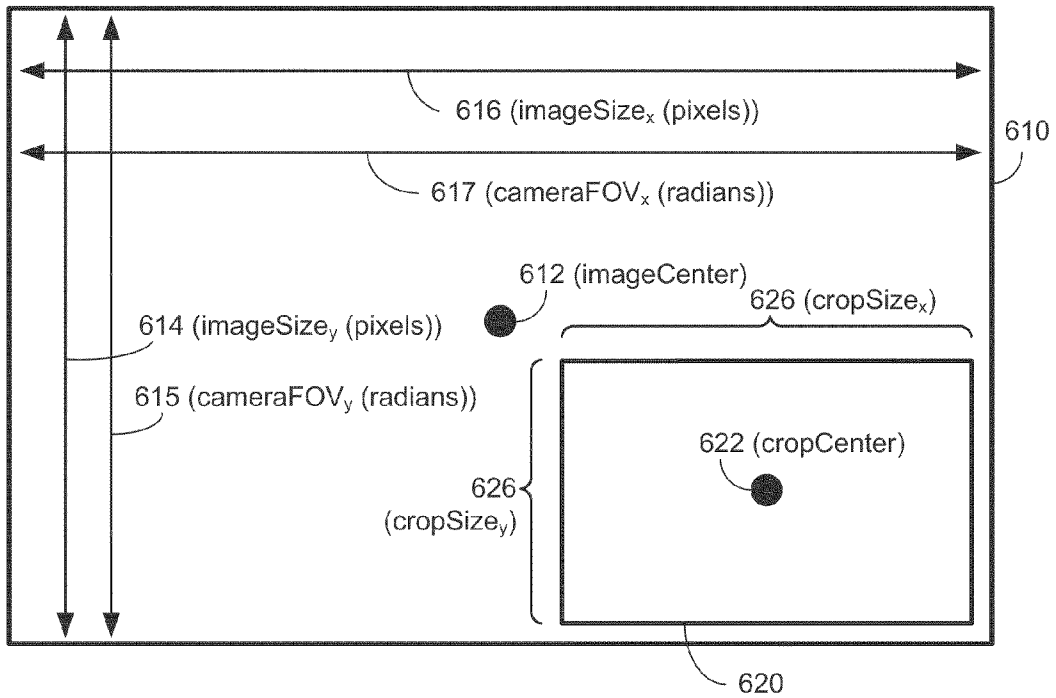 616 (imageSizex (pixels))
610
617 (cameraFOVx (radians))
612 (imageCenter)
626 (cropSizex)
614 (imageSizey (pixels))
615 (cameraFOVy (radians))
622 (cropCenter)
626
(cropSizey)
620